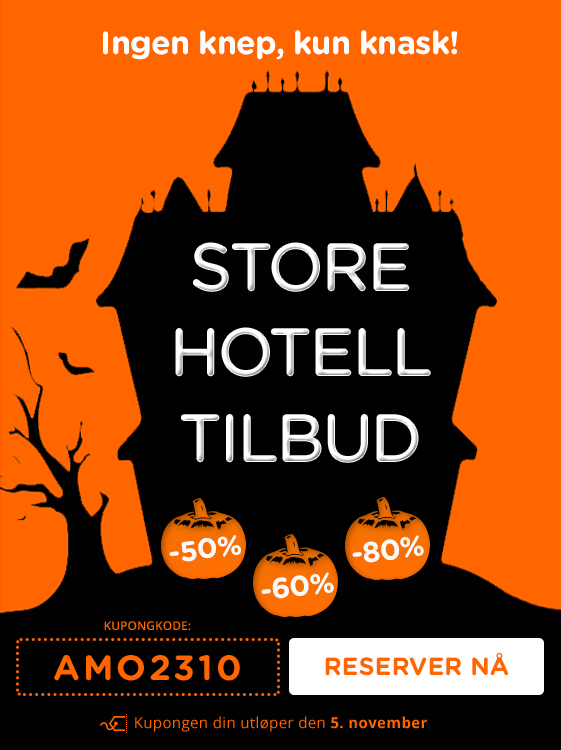 Ingen knep, kun knask!
STORE
HOTELL
TILBUD
-50%
-60%
-80%
KUPONGKODE:
AMO2310
RESERVER NÅ
Kupongen din utløper den 5. november